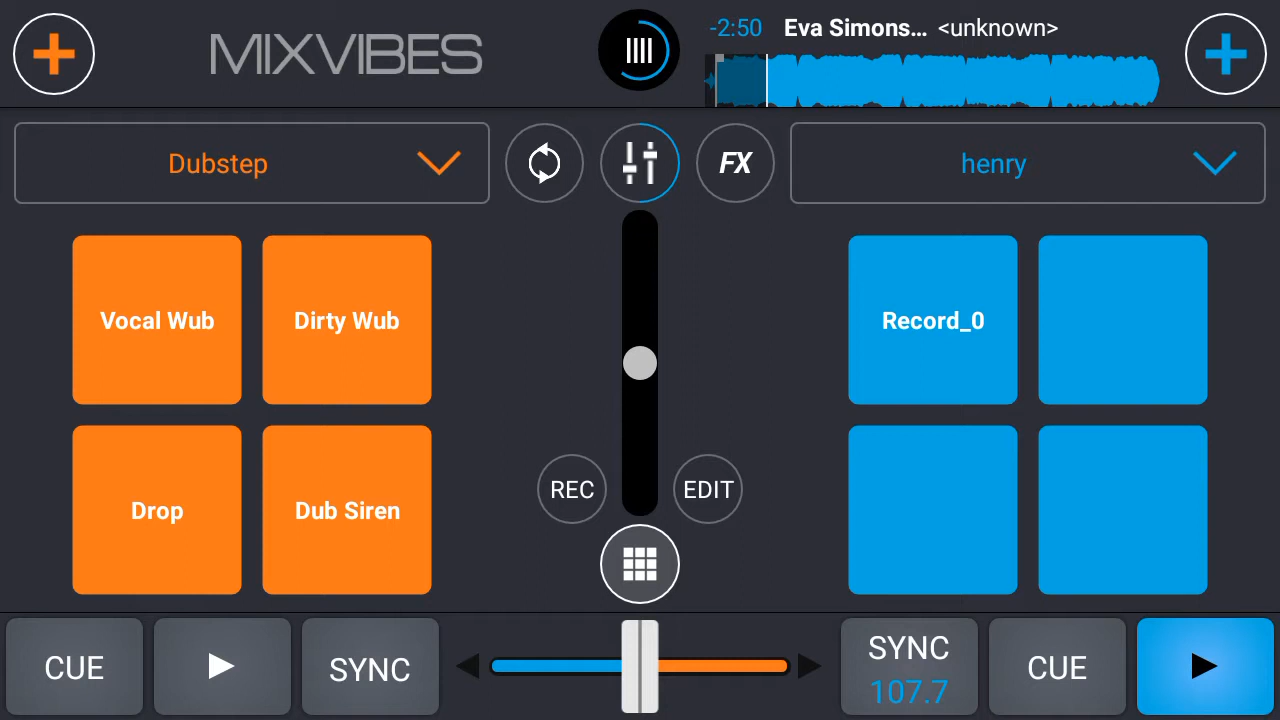 MIXVIBES
-2:50 Eva Simons... <unknown>
Dubstep
FX
henry
Vocal Wub
Dirty Wub
Record_0
Drop
Dub Siren
REC
EDIT
CUE
SYNC
SYNC
107.7
CUE